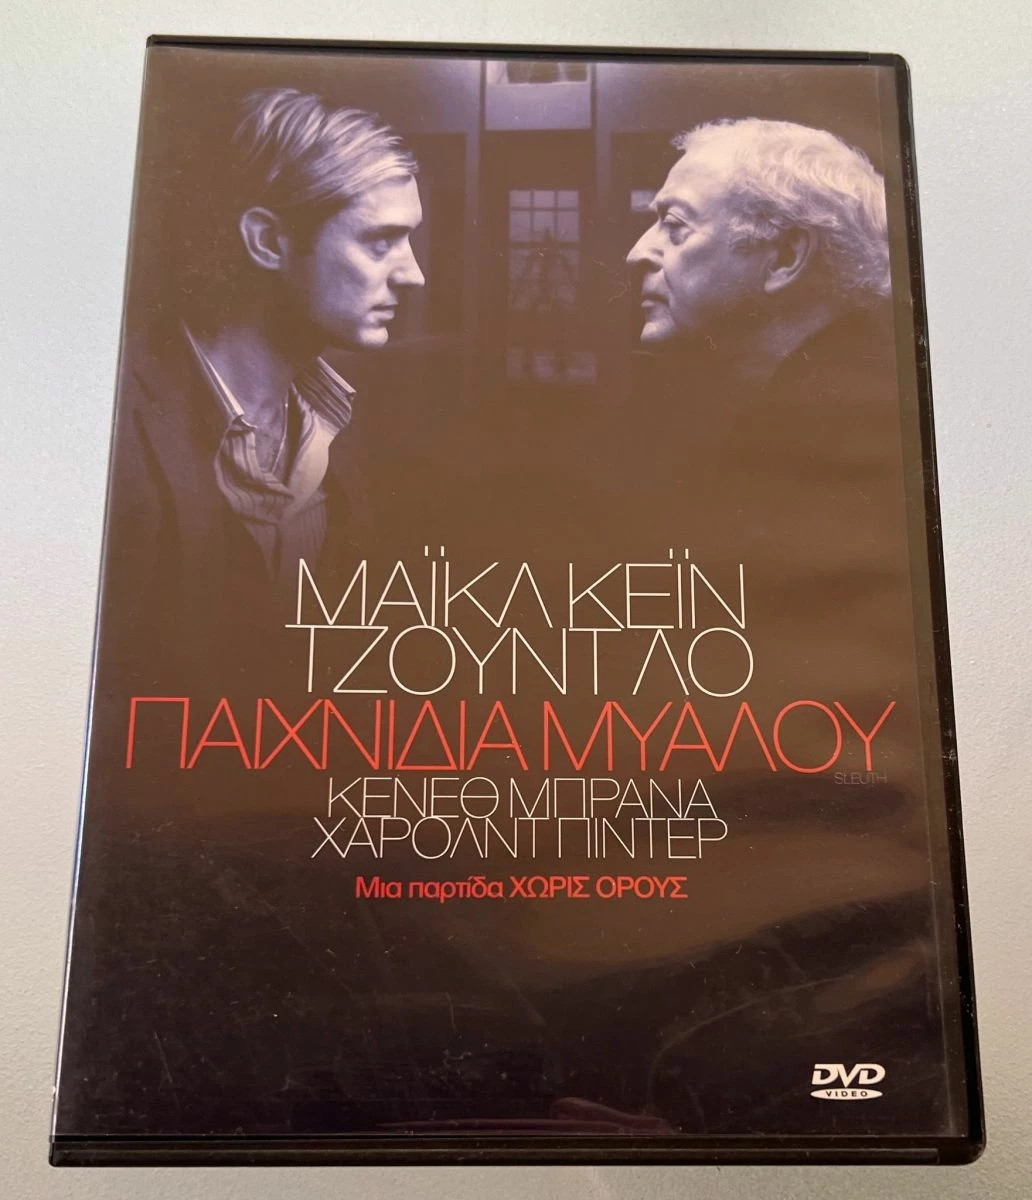 ΜΑΪΚΛ ΚΕΪΝ
ΤΖΟΥΝΤ ΛΟ
ΠΑΙΧΝΙΔΙΑ ΜΥΑΛΟΥ
SLEUTH
ΚΕΝΕΘ ΜΠΡΑΝΑ
ΧΑΡΟΛΝΤ ΠΙΝΤΕΡ
Μια παρτίδα ΧΩΡΙΣ ΟΡΟΥΣ
DVD
VIDEO